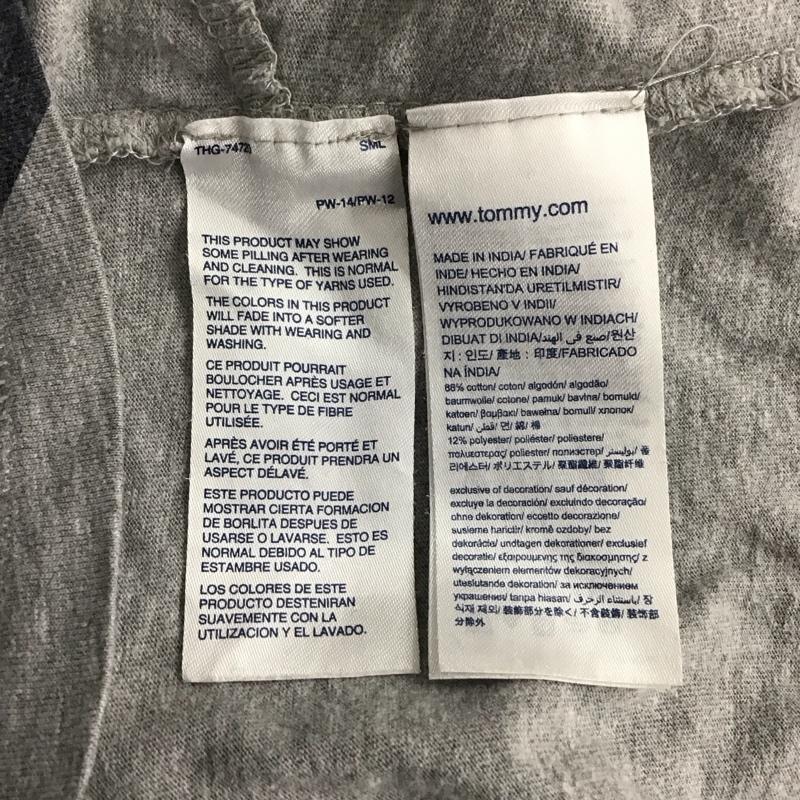 THG-7472
SML
PW-14/PW-12
THIS PRODUCT MAY SHOW
SOME PILLING AFTER WEARING
AND CLEANING. THIS IS NORMAL
FOR THE TYPE OF YARNS USED.
THE COLORS IN THIS PRODUCT
WILL FADE INTO A SOFTER
SHADE WITH WEARING AND
WASHING.
CE PRODUIT POURRAIT
BOULOCHER APRÈS USAGE ET
NETTOYAGE. CECI EST NORMAL
POUR LE TYPE DE FIBRE
UTILISÉE.
APRÈS AVOIR ÉTÉ PORTÉ ET
LAVÉ, CE PRODUIT PRENDRA UN
ASPECT DÉLAVÉ.
ESTE PRODUCTO PUEDE
MOSTRAR CIERTA FORMACION
DE BORLITA DESPUES DE
USARSE O LAVARSE. ESTO ES
NORMAL DEBIDO AL TIPO DE
ESTAMBRE USADO.
LOS COLORES DE ESTE
PRODUCTO DESTENIRAN
SUAVEMENTE CON LA
UTILIZACION Y EL LAVADO.
www.tommy.com
MADE IN INDIA/ FABRIQUÉ EN
INDE/ HECHO EN INDIA/
HINDISTAN'DA URETILMISTIR/
VYROBENO V INDII/
WYPRODUKOWANO W INDIACH/
DIBUAT DI INDIA/صنع فى الهند/원산
지 : 인도/ 產地 : 印度/FABRICADO
NA ÍNDIA/
88% cotton/ coton/ algodón/ algodão/
baumwolle/ cotone/ pamuk/ bavlna/ bomuld/
katoen/ βαμβακι/ bawełna/ bomull/ хлопок/
katun/ قطن/ 면/ 綿/ 棉
12% polyester/ poliéster/ poliestere/
πολυεστερας/ poliester/ полиэстер/ بوليستر/ 폴
리에스터/ ポリエステル/ 聚酯纖維/ 聚酯纤维
exclusive of decoration/ sauf décoration/
excluye la decoración/ excluindo decoração/
ohne dekoration/ eccetto decorazione/
susleme haricir/ kromě ozdoby/ bez
dekorácie/ undtagen dekorationer/ exclusief
decoratie/ εξαιρουμενης της διακοσμησης/ z
wyłączeniem elementów dekoracyjnych/
uteslutande dekoration/ за исключением
украшения/ tanpa hiasan/ باستثناء الزخرف/ 장
식재 제외/ 装飾部分を除く/ 不含裝飾/ 装饰部
分除外